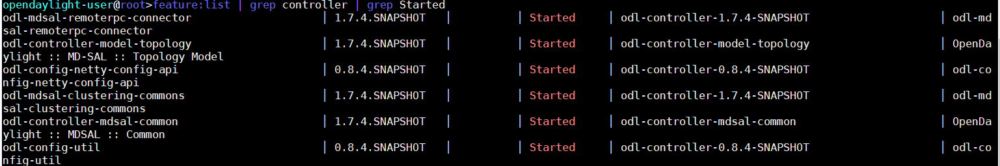 opendaylight-user@root>feature:list | grep controller | grep Started
odl-mdsal-remoterpc-connector | 1.7.4.SNAPSHOT | | Started | odl-controller-1.7.4-SNAPSHOT | odl-md
sal-remoterpc-connector
odl-controller-model-topology | 1.7.4.SNAPSHOT | | Started | odl-controller-model-topology | OpenDa
ylight :: MD-SAL :: Topology Model
odl-config-netty-config-api | 0.8.4.SNAPSHOT | | Started | odl-controller-0.8.4-SNAPSHOT | odl-co
nfig-netty-config-api
odl-mdsal-clustering-commons | 1.7.4.SNAPSHOT | | Started | odl-controller-1.7.4-SNAPSHOT | odl-md
sal-clustering-commons
odl-controller-mdsal-common | 1.7.4.SNAPSHOT | | Started | odl-controller-mdsal-common | OpenDa
ylight :: MDSAL :: Common
odl-config-util | 0.8.4.SNAPSHOT | | Started | odl-controller-0.8.4-SNAPSHOT | odl-co
nfig-util